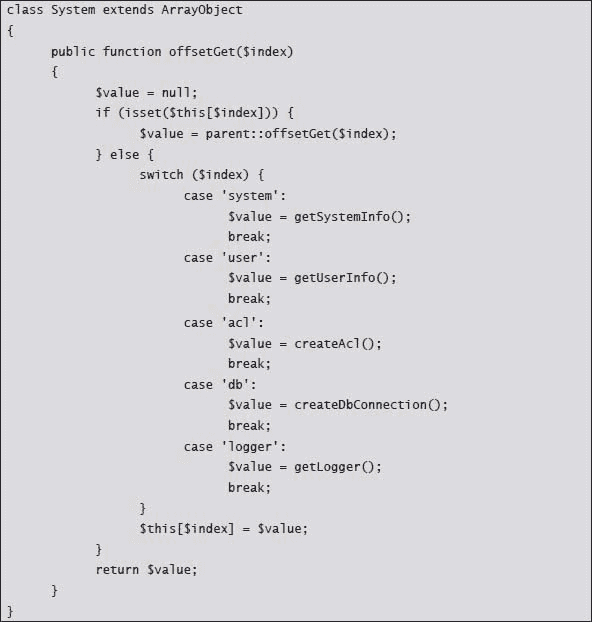 class System extends ArrayObject
{
public function offsetGet($index)
{
$value = null;
if (isset($this[$index])) {
$value = parent::offsetGet($index);
} else {
switch ($index) {
case 'system':
$value = getSystemInfo();
break;
case 'user':
$value = getUserInfo();
break;
case 'acl':
$value = createAcl();
break;
case 'db':
$value = createDbConnection();
break;
case 'logger':
$value = getLogger();
break;
}
$this[$index] = $value;
}
return $value;
}
}